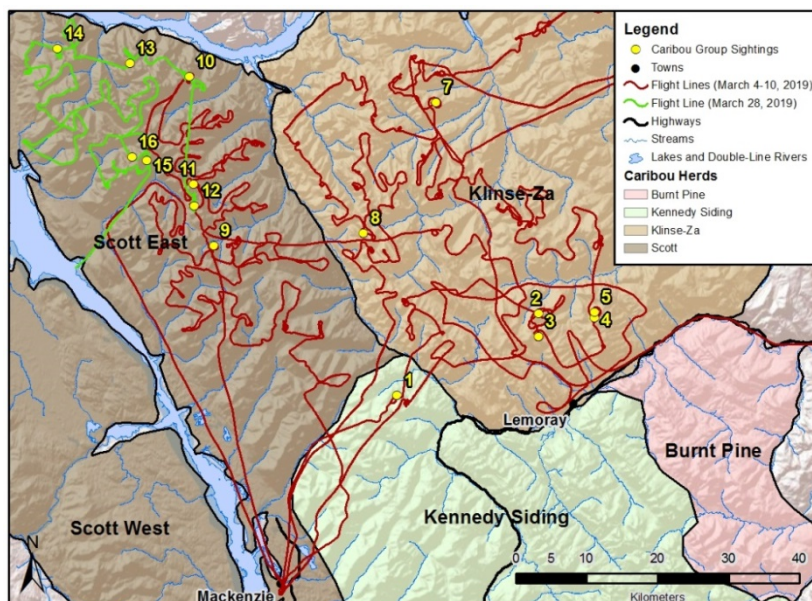 14
13
10
16
15
11
12
9
Scott East
7
Klinse-Za
8
2
3
5
4
1
Lemoray
Burnt Pine
Kennedy Siding
Scott West
Mackenzie
N
Legend
Caribou Group Sightings
Towns
Flight Lines (March 4-10, 2019)
Flight Line (March 28, 2019)
Highways
Streams
Lakes and Double-Line Rivers
Caribou Herds
Burnt Pine
Kennedy Siding
Klinse-Za
Scott
0 5 10 20 30 40
Kilometers